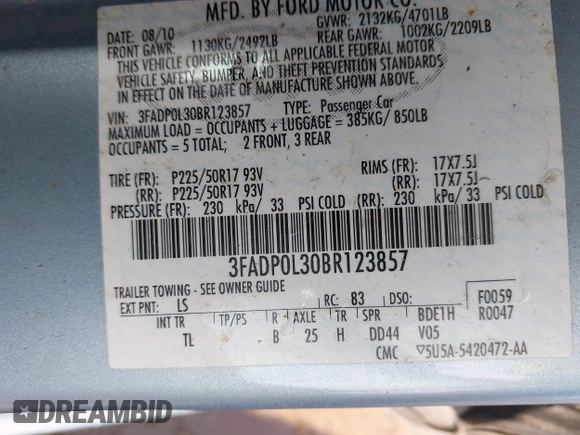 MFD. BY FORD MOTOR CO.
DATE: 08/10 GVWR: 2132KG/4701LB
FRONT GAWR: 1130KG/2492LB REAR GAWR: 1002KG/2209LB
THIS VEHICLE CONFORMS TO ALL APPLICABLE FEDERAL MOTOR
VEHICLE SAFETY, BUMPER, AND THEFT PREVENTION STANDARDS
IN EFFECT ON THE DATE OF MANUFACTURE SHOWN ABOVE.
VIN: 3FADP0L30BR123857 TYPE: Passenger Car
MAXIMUM LOAD = OCCUPANTS + LUGGAGE = 385KG/ 850LB
OCCUPANTS = 5 TOTAL; 2 FRONT, 3 REAR
TIRE (FR): P225/50R17 93V RIMS (FR): 17X7.5J
(RR): P225/50R17 93V (RR): 17X7.5J
PRESSURE (FR): 230 kPa/ 33 PSI COLD (RR): 230 kPa/ 33 PSI COLD
3FADP0L30BR123857
TRAILER TOWING - SEE OWNER GUIDE
EXT PNT: LS RC: 83 DSO: F0059
INT TR TP/PS R AXLE TR SPR BDE1H R0047
TL B 25 H DD44 V05
CMC ▽5U5A-5420472-AA
DREAMBID